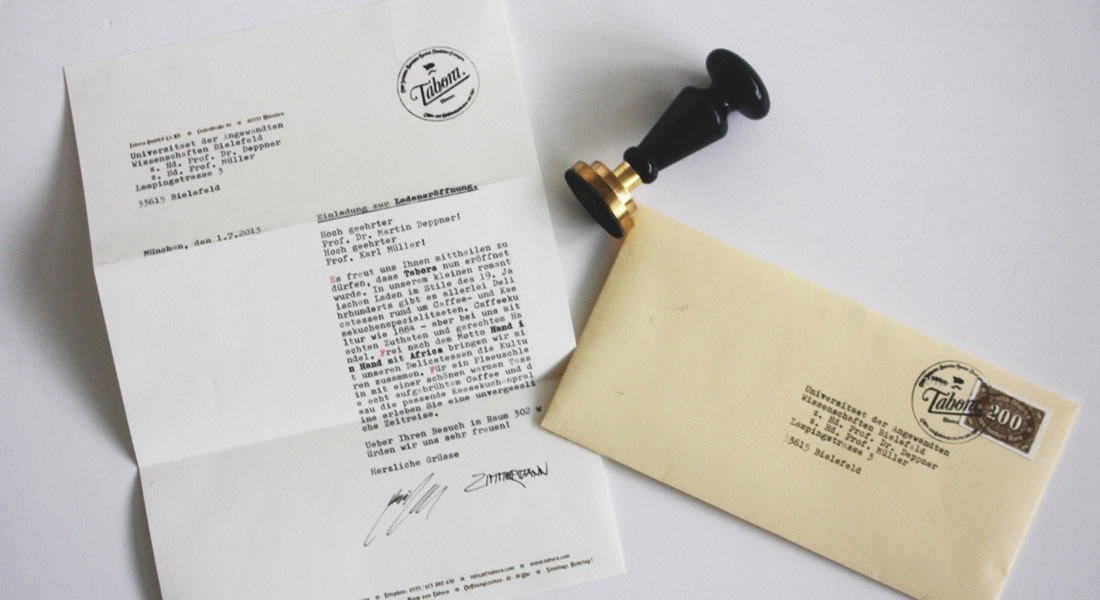 Tabora.
Universitaet der Angewandten
Wissenschaften Bielefeld
z. Hd. Prof. Dr. Deppner
z. Hd. Prof. Müller
Lampingstrasse 3
33615 Bielefeld
München, den 1.7.2013
Einladung zur Ladeneröffnung.
Hoch geehrter
Prof. Dr. Martin Deppner!
Hoch geehrter
Prof. Karl Müller!
Es freut uns Ihnen mittheilen zu
dürfen, dass Tabora nun eröffnet
wurde. In unserem kleinen romant
ischen Laden im Stile des 19. Ja
hrhunderts gibt es allerlei Deli
catessen rund um Caffee- und Kae
sekuchenspecialitaeten. Caffeeku
ltur wie 1884 - aber bei uns mit
echten Zuthaten und gerechtem Ha
ndel. Frei nach dem Motto Hand i
n Hand mit Africa bringen wir mi
t unseren Delicatessen die Kultu
ren zusammen. Für ein Plaeuschle
in mit einer schönen warmen Tass
e echt aufgebrühtem Caffee und d
azu die passende Kaesekuchenpral
ine erleben Sie eine unvergessli
che Zeitreise.
Ueber Ihren Besuch im Raum 302 w
ürden wir uns sehr freuen!
Herzliche Grüsse
ZIMMERMANN
www.tabora.com
Tabora
200
Universitaet der Angewandten
Wissenschaften Bielefeld
z. Hd. Prof. Dr. Deppner
z. Hd. Prof. Müller
Lampingstrasse 3
33615 Bielefeld